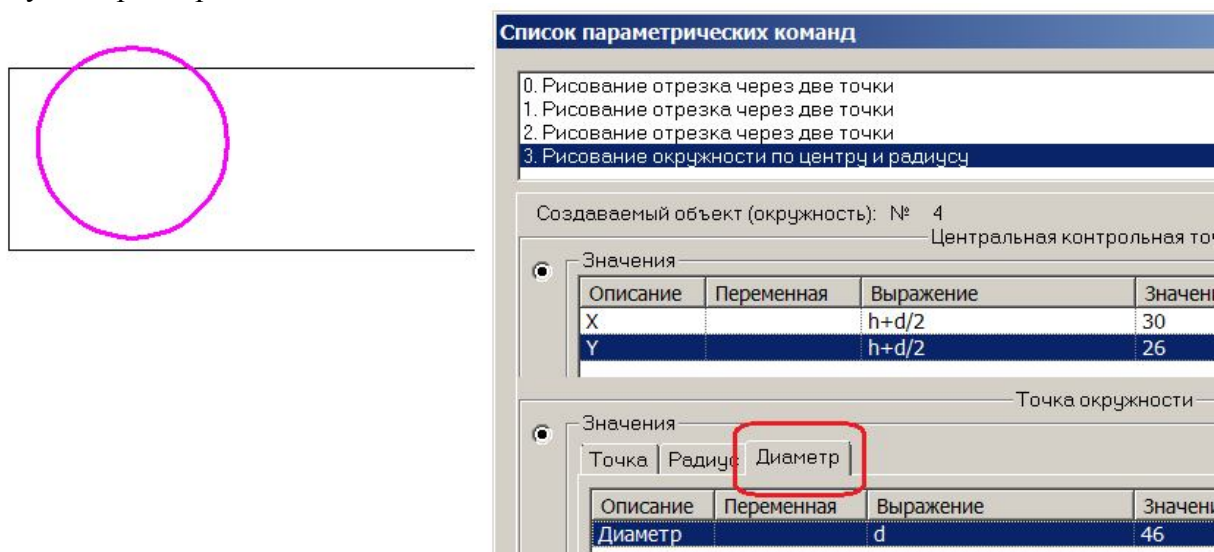 Список параметрических команд
0. Рисование отрезка через две точки
1. Рисование отрезка через две точки
2. Рисование отрезка через две точки
3. Рисование окружности по центру и радиусу
Создаваемый объект (окружность): № 4
Центральная контрольная точ
Значения
Описание Переменная Выражение Значени
X h+d/2 30
Y h+d/2 26
Точка окружности
Значения
Точка Радиус Диаметр
Описание Переменная Выражение Значени
Диаметр d 46